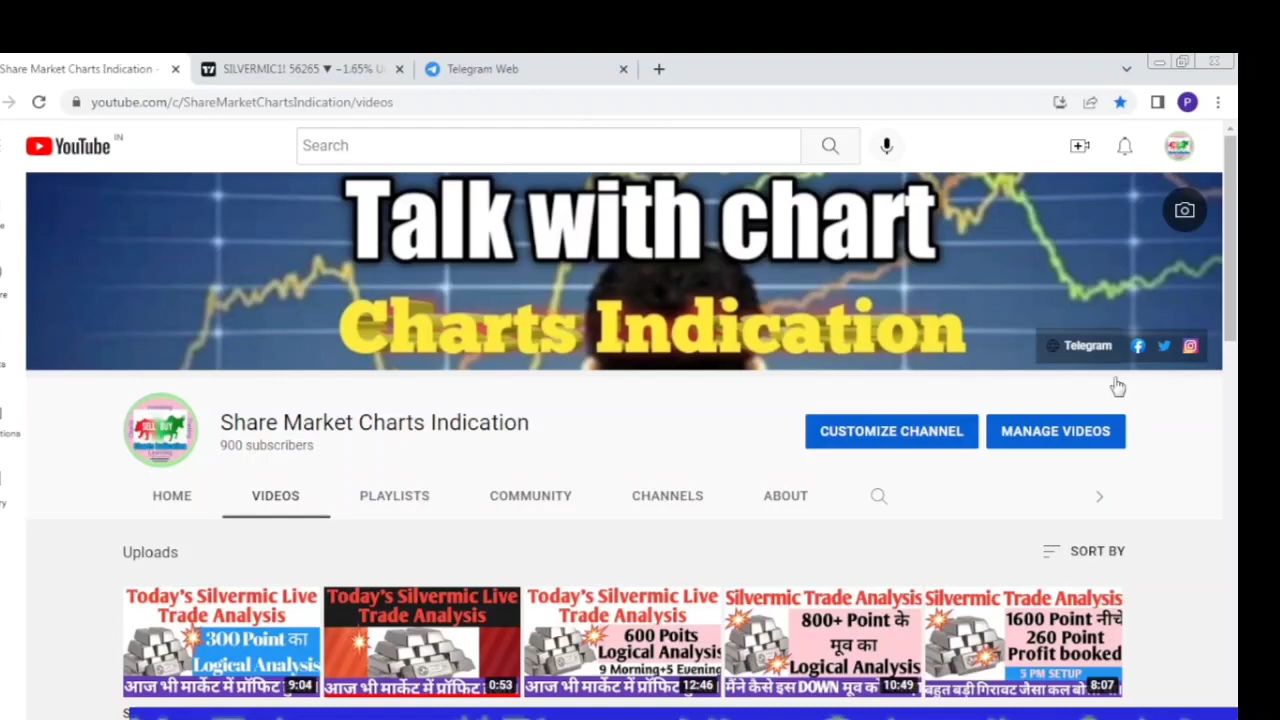 Share Market Charts Indication -
SILVERMIC1! 56265 ▼ −1.65% U
Telegram Web
youtube.com/c/ShareMarketChartsIndication/videos
P
YouTube IN
Search
Talk with chart
Charts Indication
Telegram
SELL BUY
Share Market Charts Indication
900 subscribers
CUSTOMIZE CHANNEL
MANAGE VIDEOS
HOME VIDEOS PLAYLISTS COMMUNITY CHANNELS ABOUT
Uploads
SORT BY
Today's Silvermic Live
Trade Analysis
300 Point का
Logical Analysis
आज भी मार्केट में प्रॉफिट
9:04
Today's Silvermic Live
Trade Analysis
आज भी मार्केट में प्रॉफिट
0:53
Today's Silvermic Live
Trade Analysis
600 Poits
Logical Analysis
9 Morning+5 Evening
आज भी मार्केट में प्रॉफिट
12:46
Silvermic Trade Analysis
800+ Point के
मूव का
Logical Analysis
मैंने कैसे इस DOWN मूव को
10:49
Silvermic Trade Analysis
1600 Point नीचे
260 Point
Profit booked
5 PM SETUP
बहुत बड़ी गिरावट जैसा कल बो
8:07